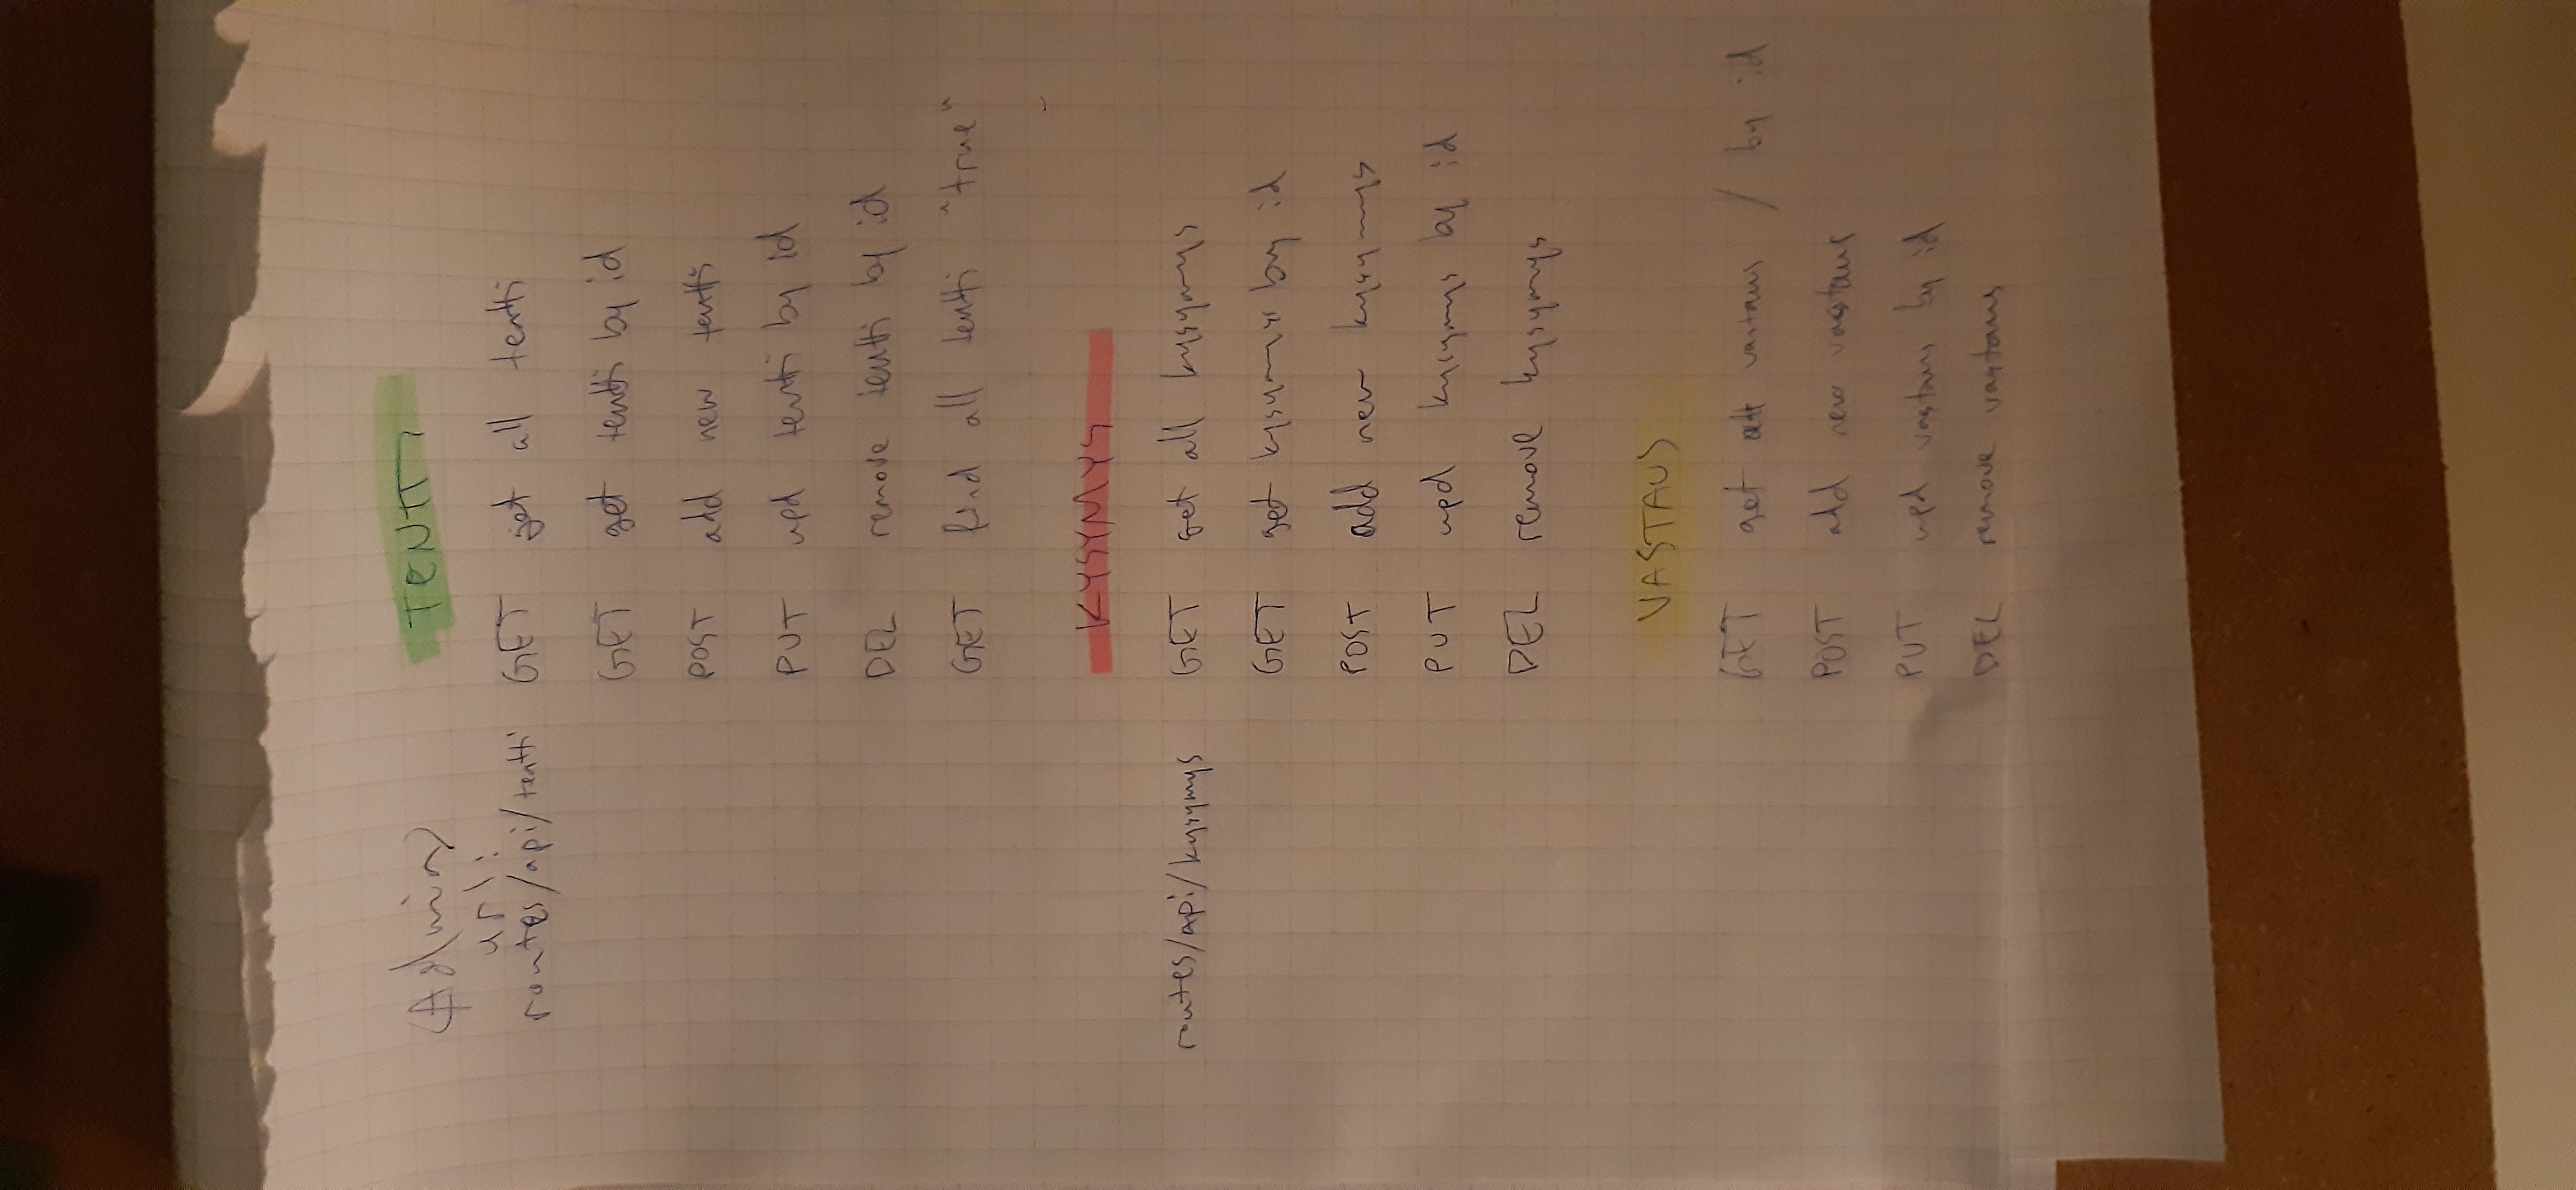 (Admin) TENTTI
url:
routes/api/tentti GET get all tentti
GET get tentti by id
POST add new tentti
PUT upd tentti by id
DEL remove tentti by id
GET find all tentti "true"
KYSYMYS
routes/api/kysymys GET get all kysymys
GET get kysymys by id
POST add new kysymys
PUT upd kysymys by id
DEL remove kysymys
VASTAUS
GET get all vastaus / by id
POST add new vastaus
PUT upd vastaus by id
DEL remove vastaus